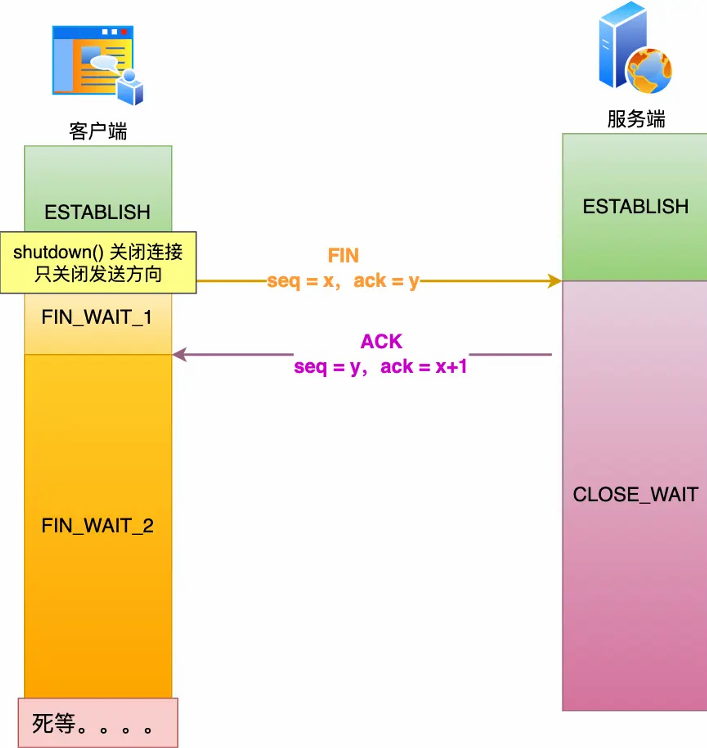 客户端
服务端
ESTABLISH
ESTABLISH
shutdown() 关闭连接
只关闭发送方向
FIN
seq = x，ack = y
FIN_WAIT_1
ACK
seq = y，ack = x+1
CLOSE_WAIT
FIN_WAIT_2
死等。。。。